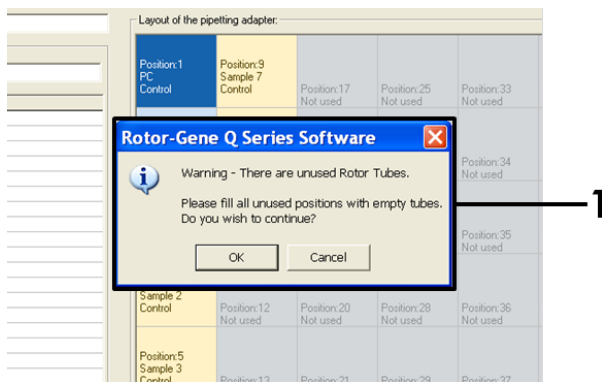 Layout of the pipetting adapter:
Position:1
PC
Control
Position:9
Sample 7
Control
Position:17
Not used
Position:25
Not used
Position:33
Not used
Rotor-Gene Q Series Software
Warning - There are unused Rotor Tubes.
Please fill all unused positions with empty tubes.
Do you wish to continue?
OK
Cancel
1
Position:34
Not used
Position:35
Not used
Sample 2
Control
Position:12
Not used
Position:20
Not used
Position:28
Not used
Position:36
Not used
Position:5
Sample 3
Control
Position:13
Position:21
Position:29
Position:37